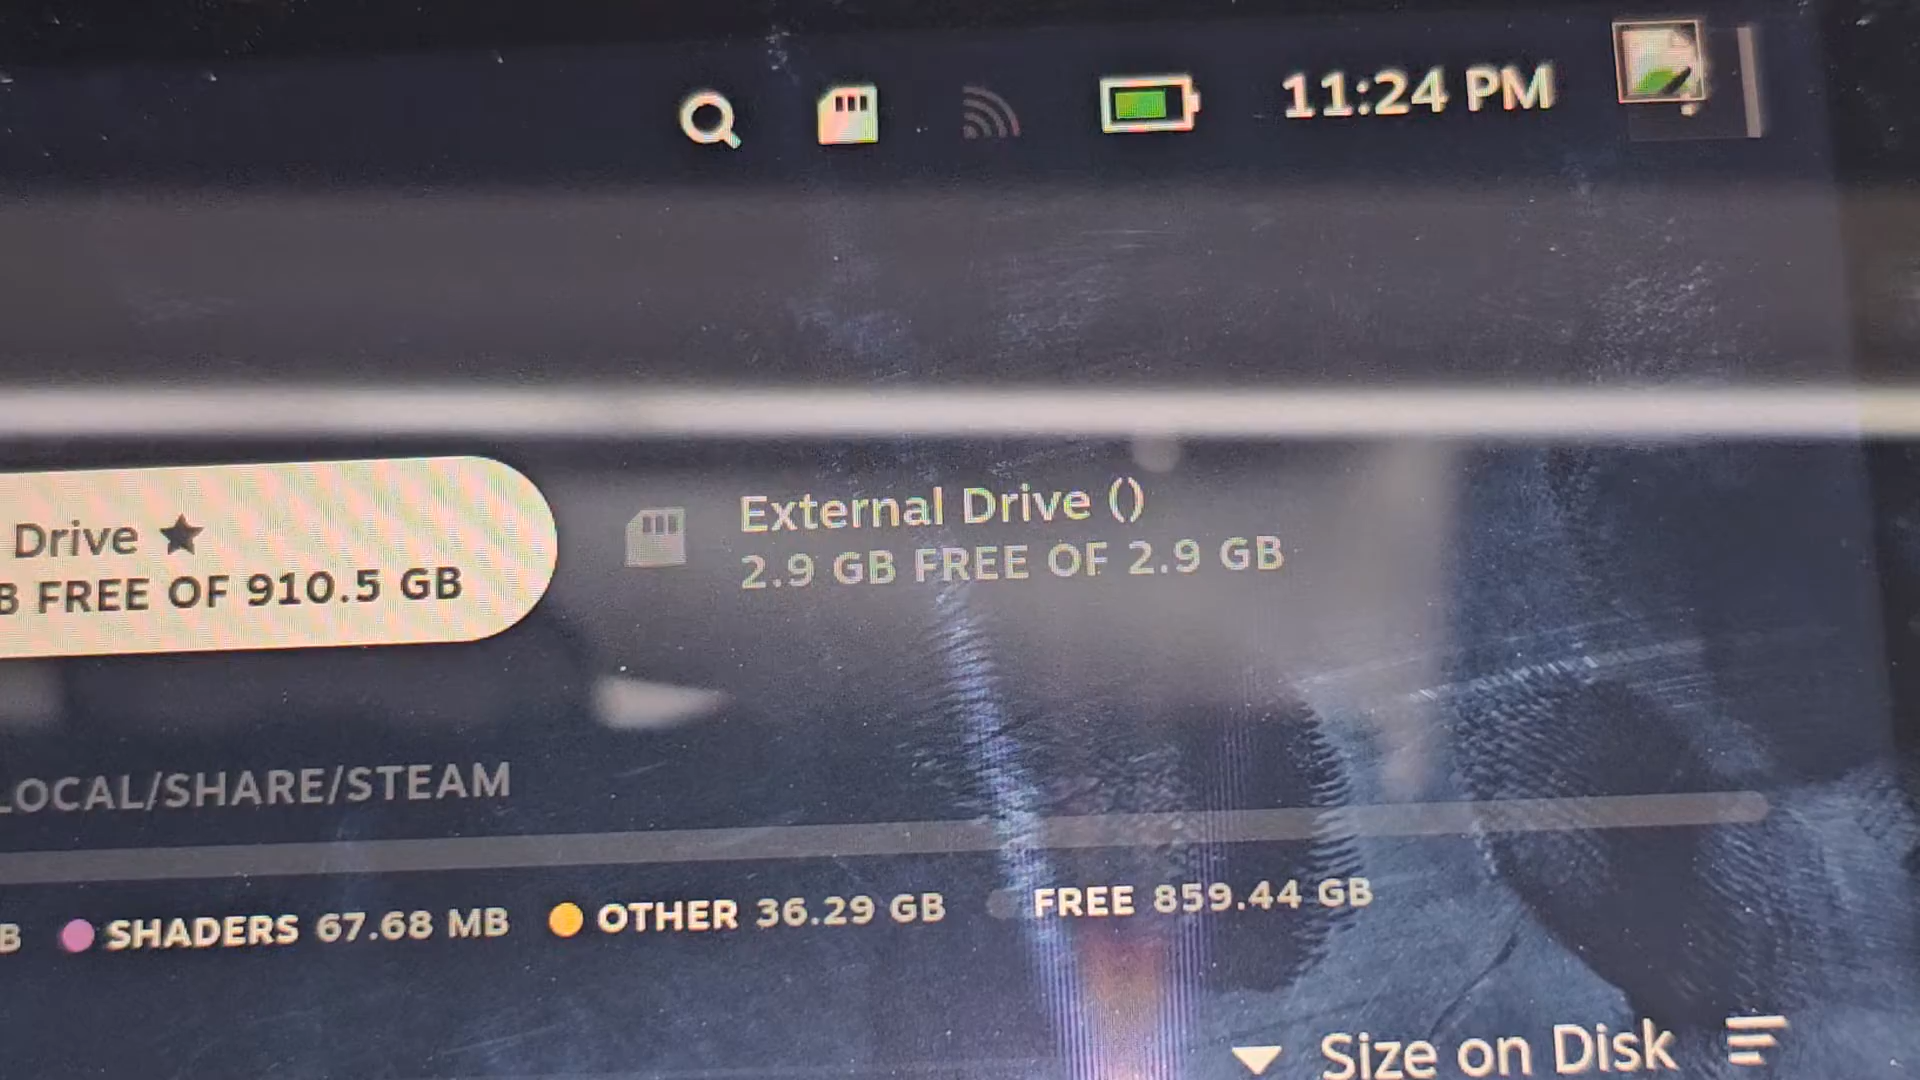 11:24 PM
Drive
B FREE OF 910.5 GB
External Drive ()
2.9 GB FREE OF 2.9 GB
LOCAL/SHARE/STEAM
B SHADERS 67.68 MB OTHER 36.29 GB FREE 859.44 GB
Size on Disk